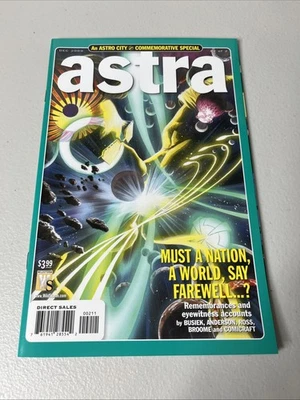 An ASTRO CITY COMMEMORATIVE SPECIAL
astra
$3.99
MUST A NATION,
A WORLD, SAY
FAREWELL...?
Remembrances and
eyewitness accounts
by BUSIEK, ANDERSON, ROSS,
BROOME and COMICRAFT
DIRECT SALES
00211